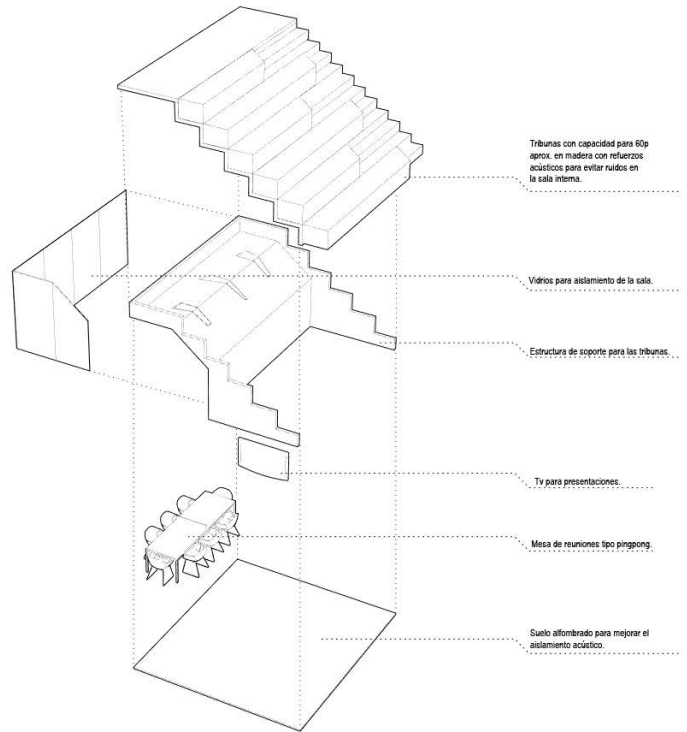 Tribunas con capacidad para 60p
aprox. en madera con refuerzos
acústicos para evitar ruidos en
la sala interna.
Vidrios para aislamiento de la sala.
Estructura de soporte para las tribunas.
Tv para presentaciones.
Mesa de reuniones tipo pingpong.
Suelo alfombrado para mejorar el
aislamiento acústico.